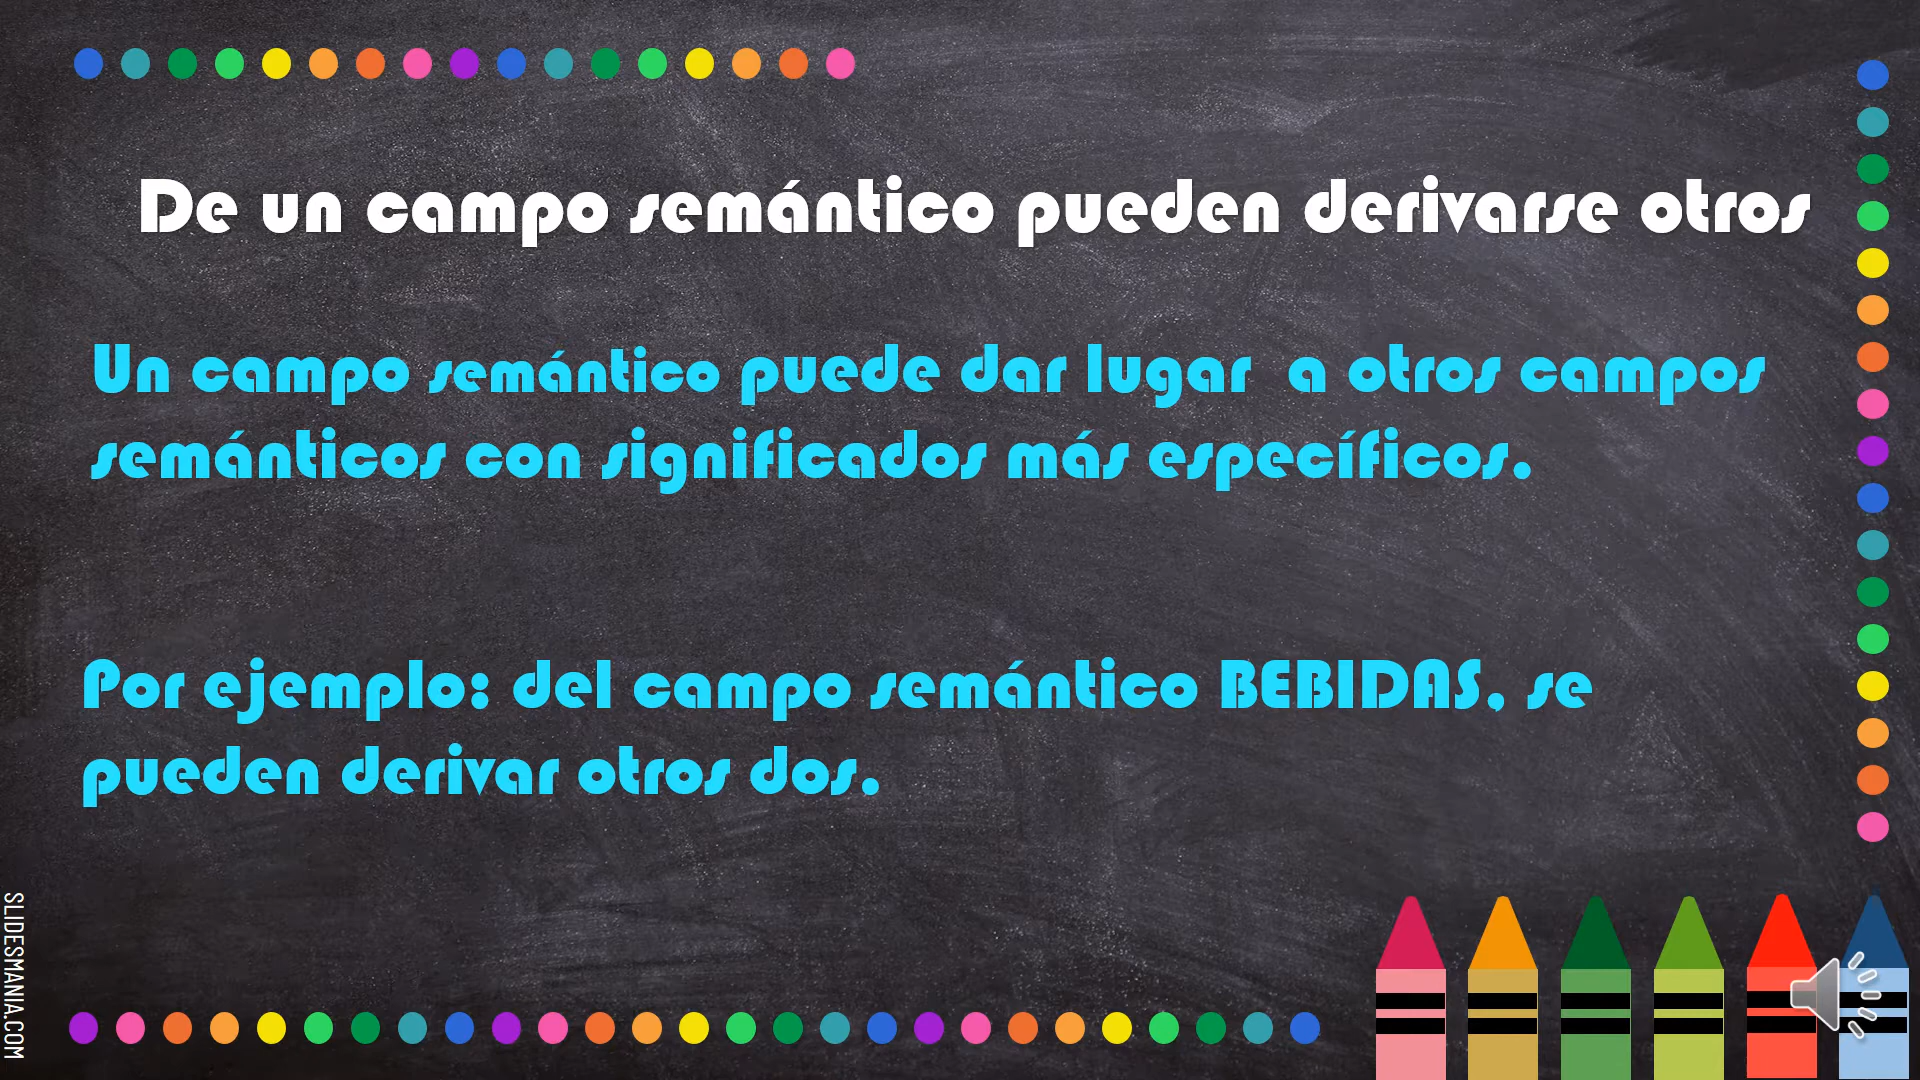 De un campo semántico pueden derivarse otros
Un campo semántico puede dar lugar a otros campos
semánticos con significados más específicos.
Por ejemplo: del campo semántico BEBIDAS, se
pueden derivar otros dos.
SLIDESMANIA.COM